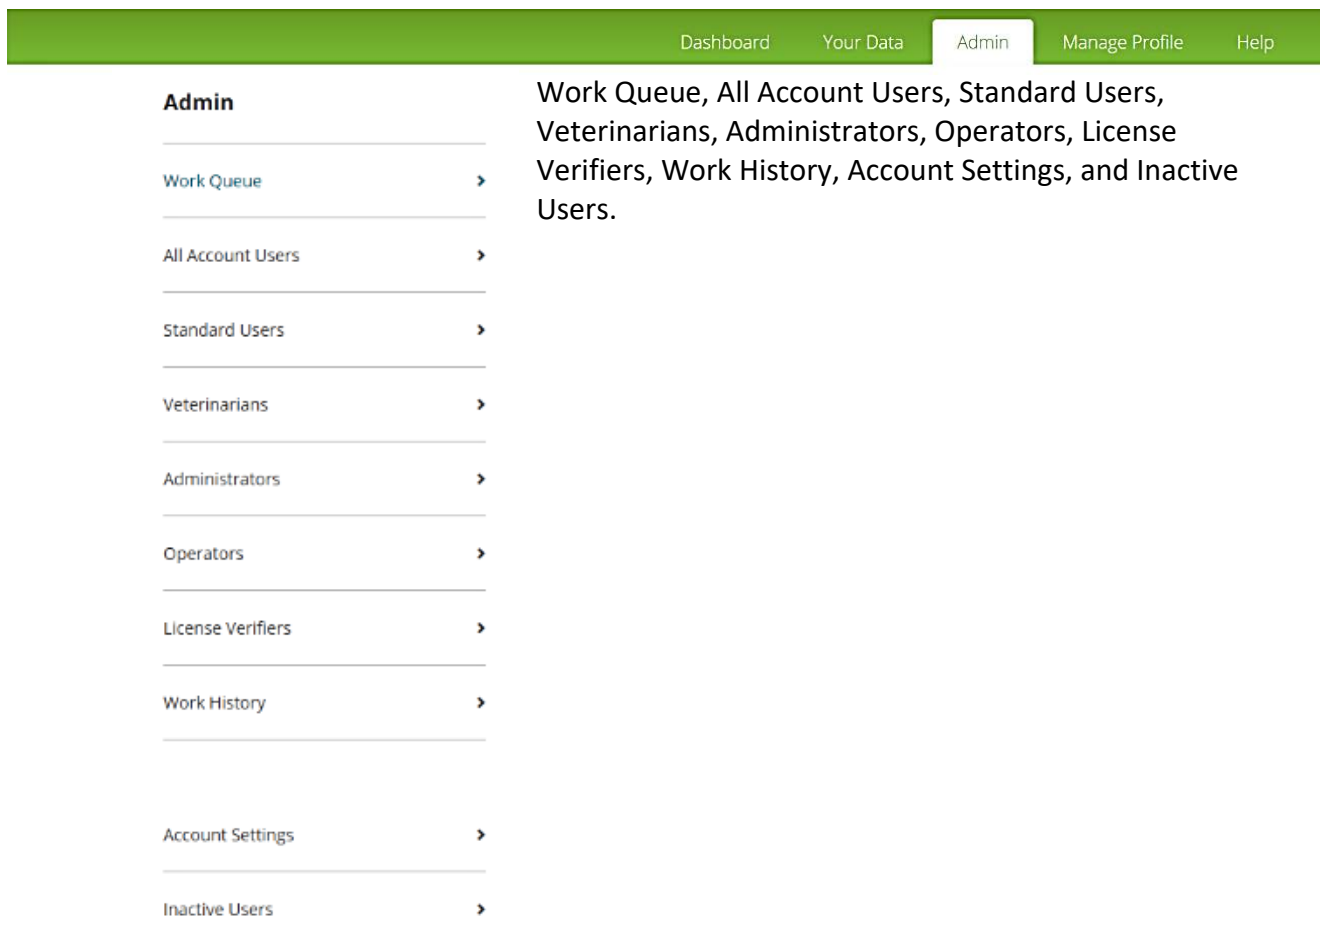 Dashboard Your Data Admin Manage Profile Help
Admin
Work Queue
All Account Users
Standard Users
Veterinarians
Administrators
Operators
License Verifiers
Work History
Account Settings
Inactive Users
Work Queue, All Account Users, Standard Users,
Veterinarians, Administrators, Operators, License
Verifiers, Work History, Account Settings, and Inactive
Users.